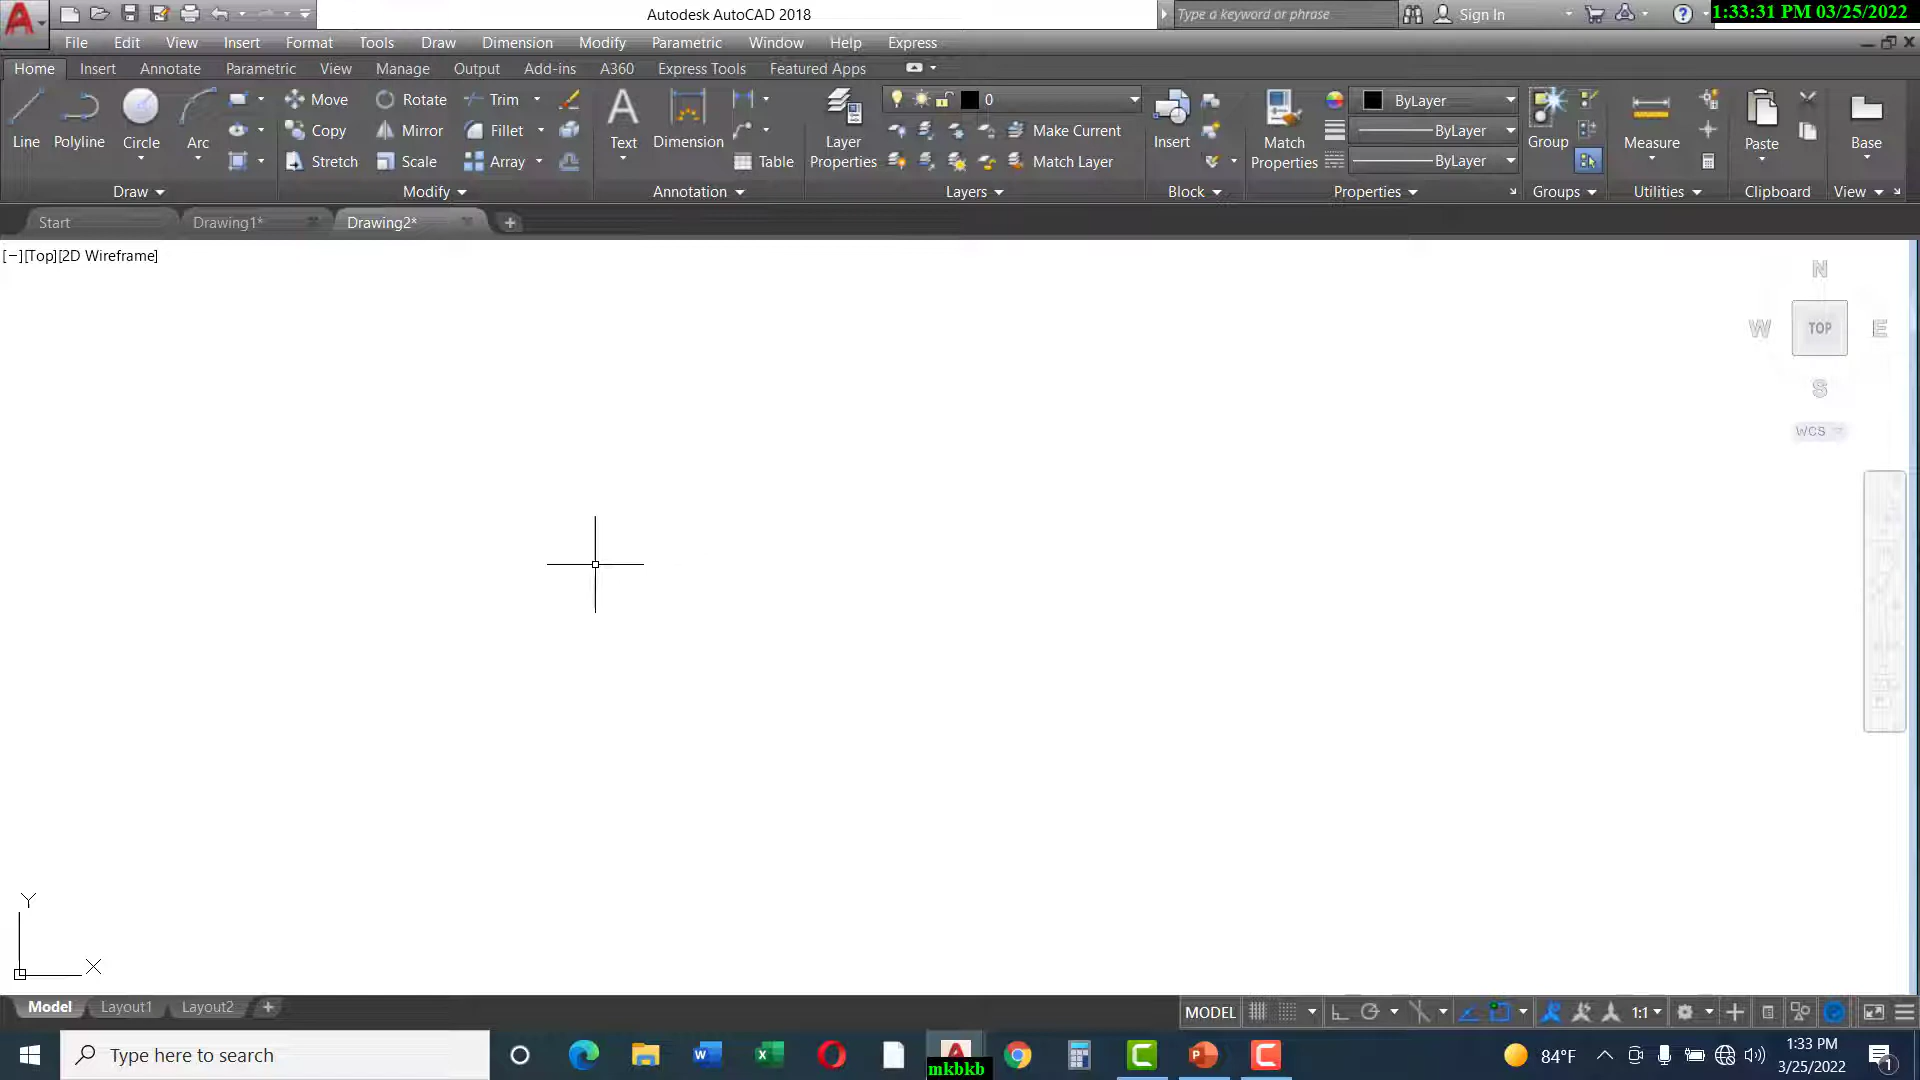 Autodesk AutoCAD 2018
Type a keyword or phrase
Sign In
1:33:31 PM 03/25/2022
File Edit View Insert Format Tools Draw Dimension Modify Parametric Window Help Express
Home Insert Annotate Parametric View Manage Output Add-ins A360 Express Tools Featured Apps
Move Rotate Trim 0 ByLayer
Line Polyline Circle Arc Copy Mirror Fillet Text Dimension Make Current Insert ByLayer Group Measure Paste Base
Stretch Scale Array Table Layer Properties Match Layer Match Properties ByLayer
Draw Modify Annotation Layers Block Properties Groups Utilities Clipboard View
Start Drawing1* Drawing2*
[−][Top][2D Wireframe]
N
W TOP E
S
WCS
Y
X
Model Layout1 Layout2 MODEL 1:1
Type here to search
mkbkb
84°F
1:33 PM
3/25/2022
1